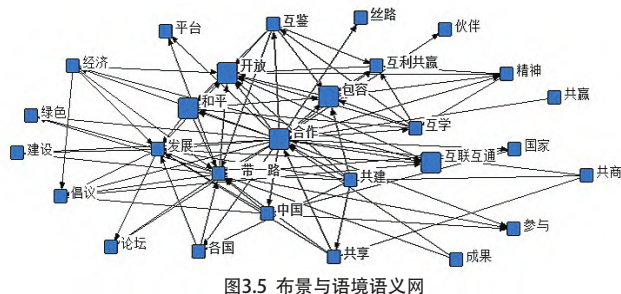 丝路
互鉴
伙伴
平台
开放
互利共赢
经济
精神
包容
共赢
和平
绿色
互学
合作
发展
国家
建设
互联互通
一带一路
共建
共商
倡议
中国
参与
论坛
各国
共享
成果
图3.5 布景与语境语义网